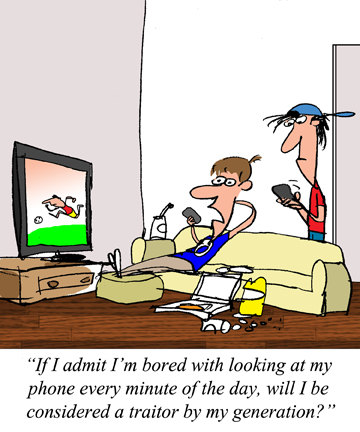 “If I admit I’m bored with looking at my
phone every minute of the day, will I be
considered a traitor by my generation?”